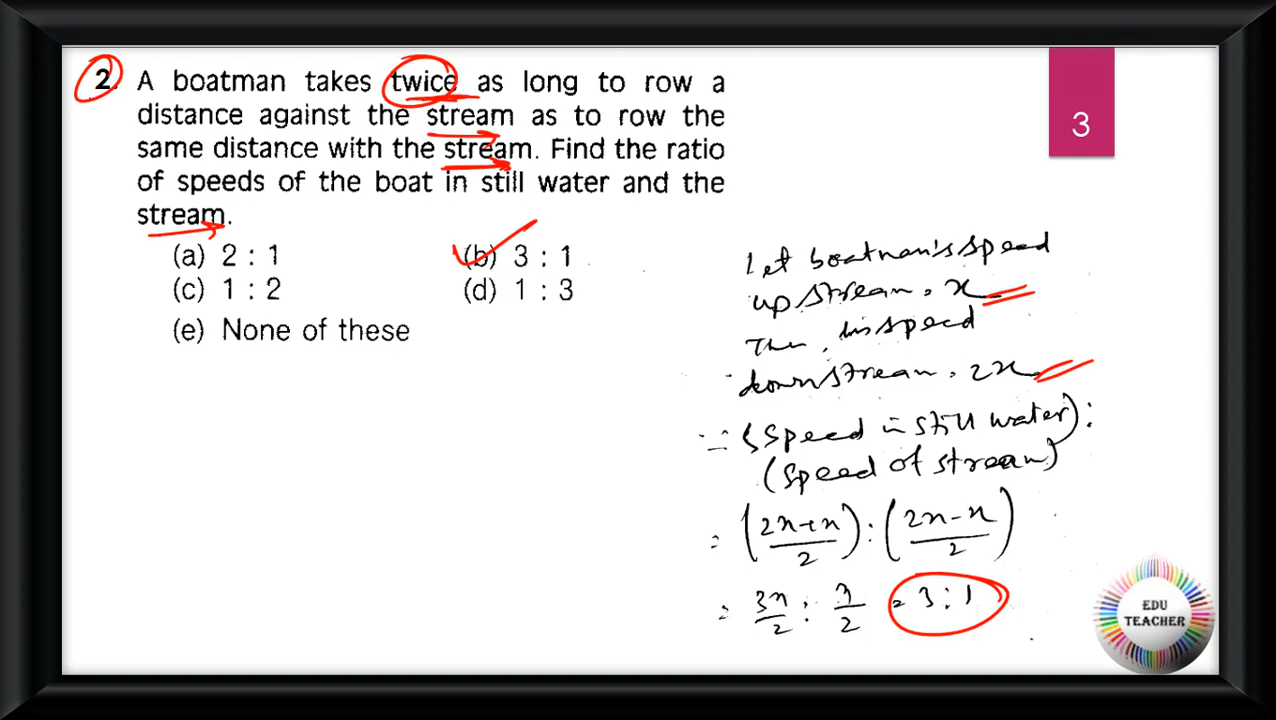 3
2. A boatman takes twice as long to row a
distance against the stream as to row the
same distance with the stream. Find the ratio
of speeds of the boat in still water and the
stream.
(a) 2 : 1 (b) 3 : 1
(c) 1 : 2 (d) 1 : 3
(e) None of these
Let boatman's speed
upstream = x
Then, his speed
downstream = 2x
∴ (Speed in still water) :
(Speed of stream)
= (2x+x/2) : (2x-x/2)
= 3x/2 : x/2 = 3 : 1
EDU
TEACHER